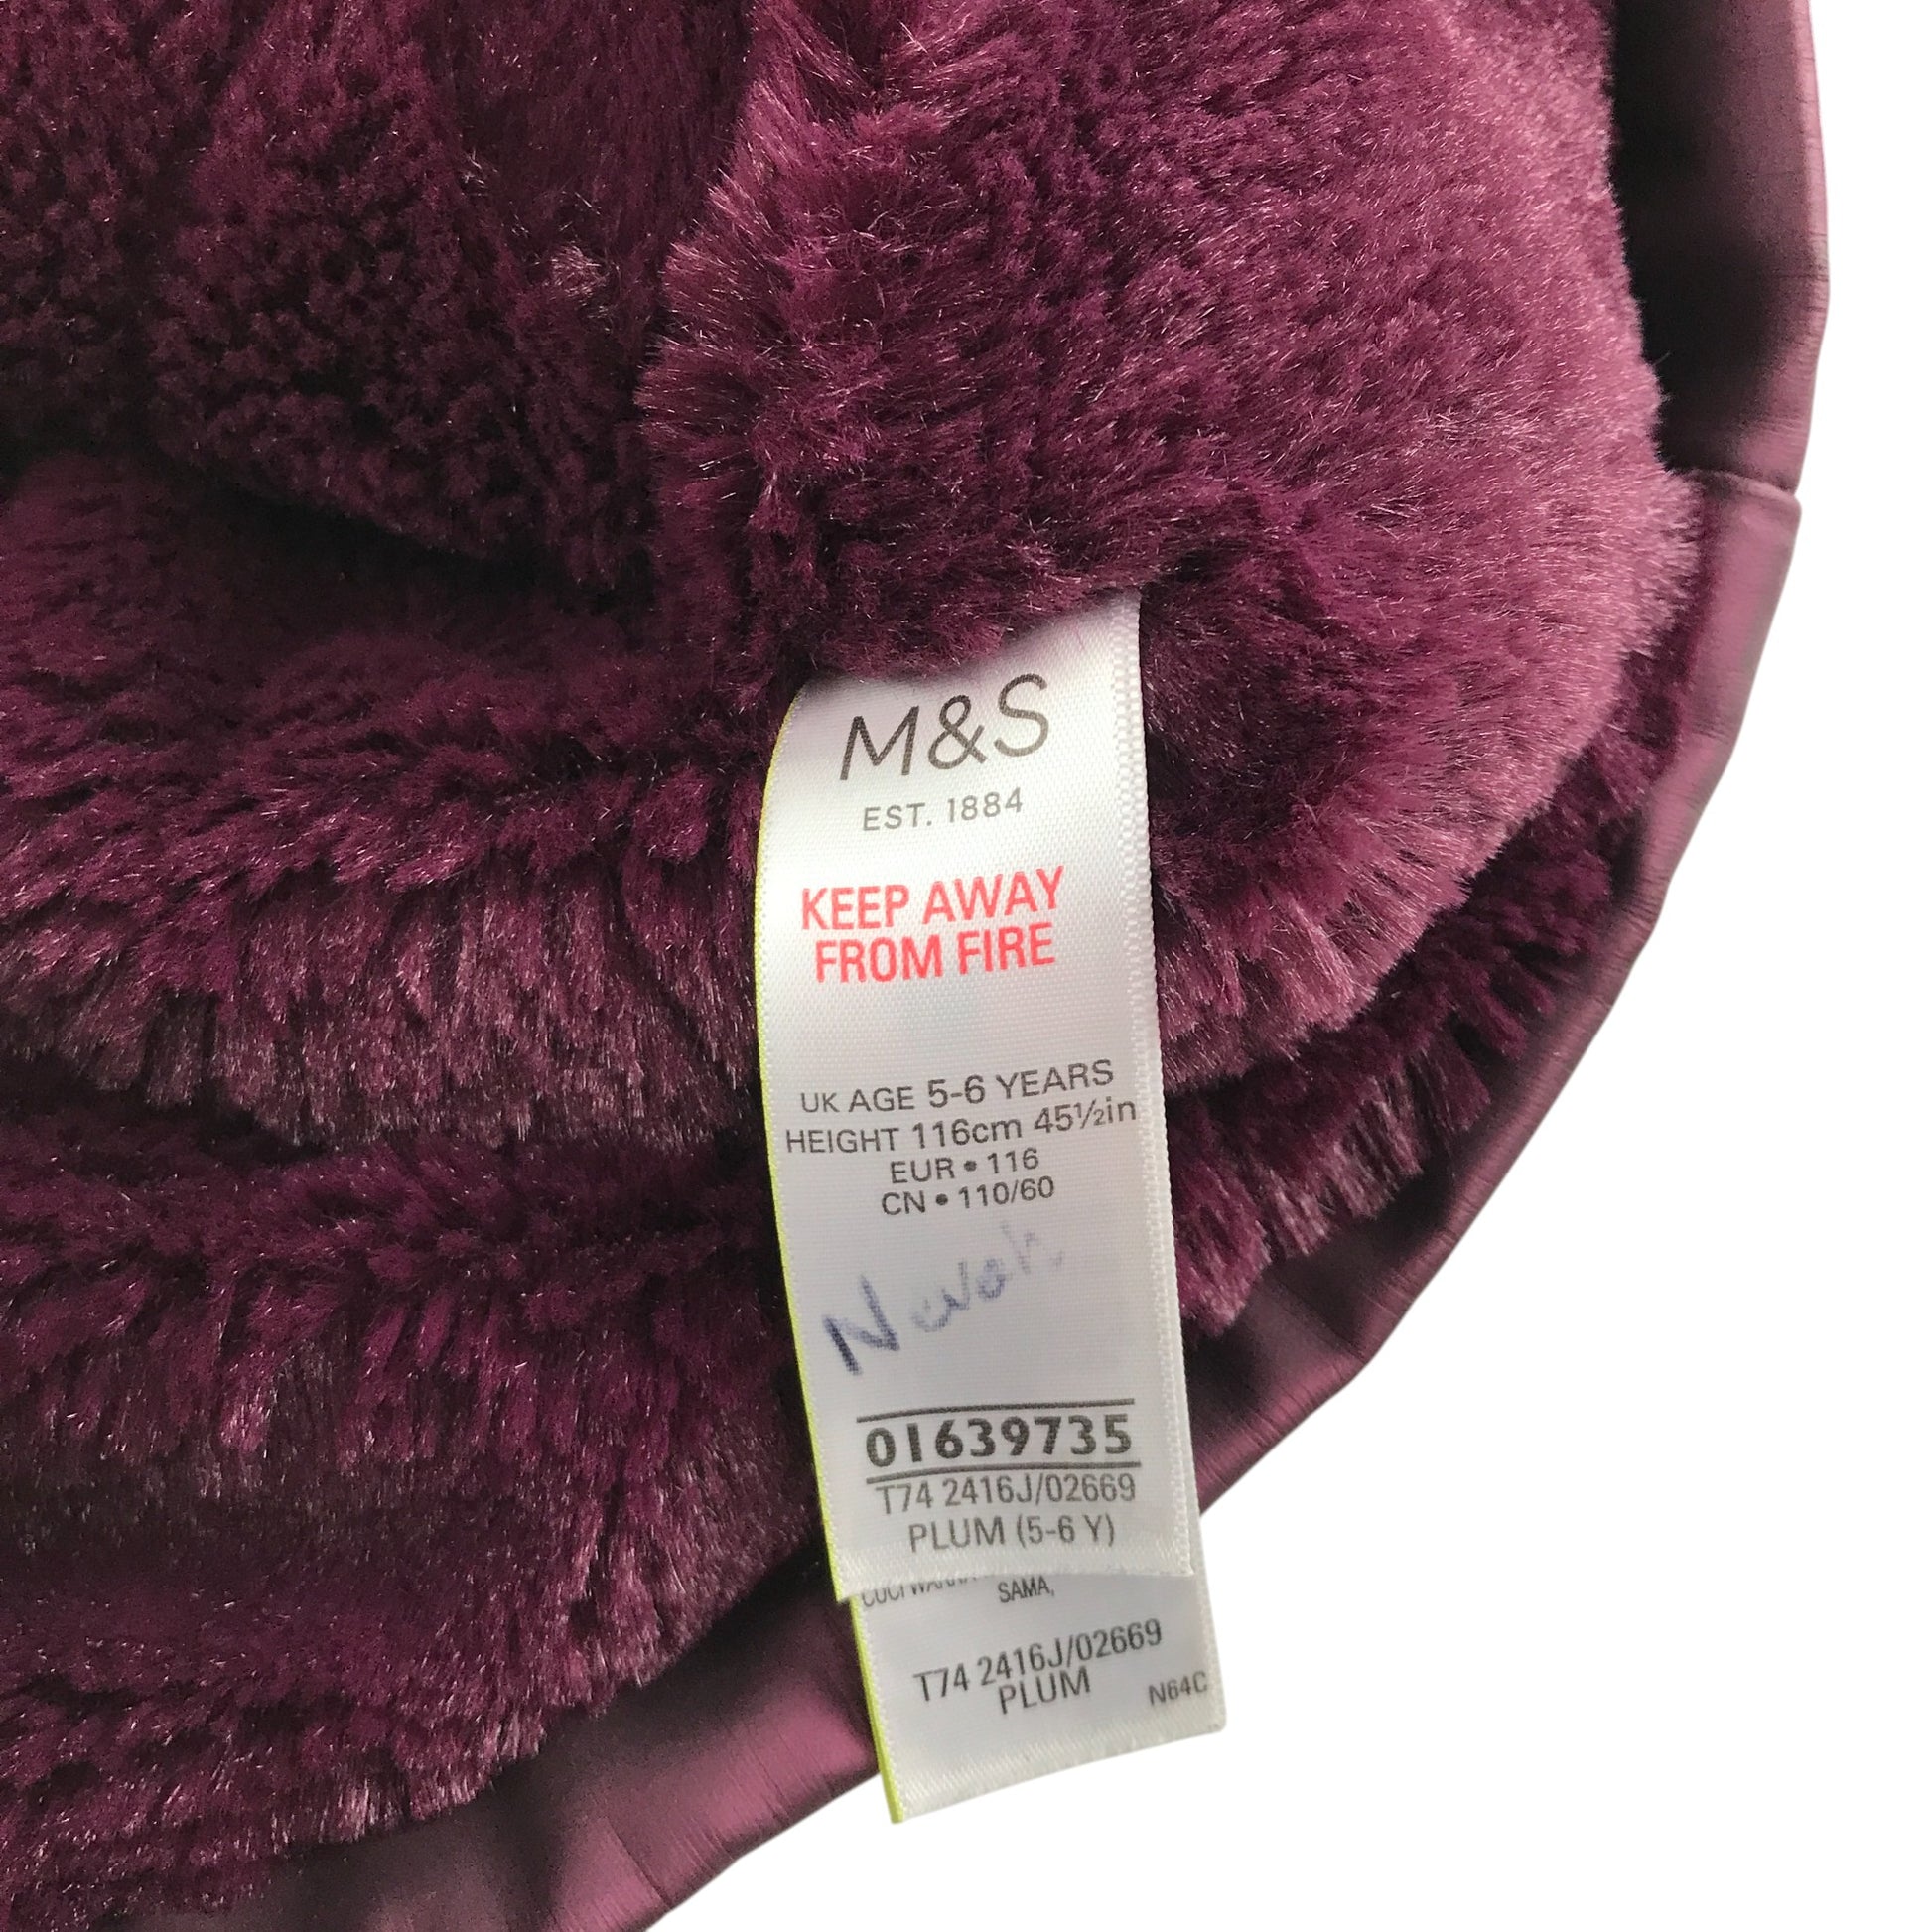 M&S
EST. 1884
KEEP AWAY
FROM FIRE
UK AGE 5-6 YEARS
HEIGHT 116cm 45½in
EUR • 116
CN • 110/60
01639735
T74 2416J/02669
PLUM (5-6 Y)
SAMA,
T74 2416J/02669
PLUM
N64C